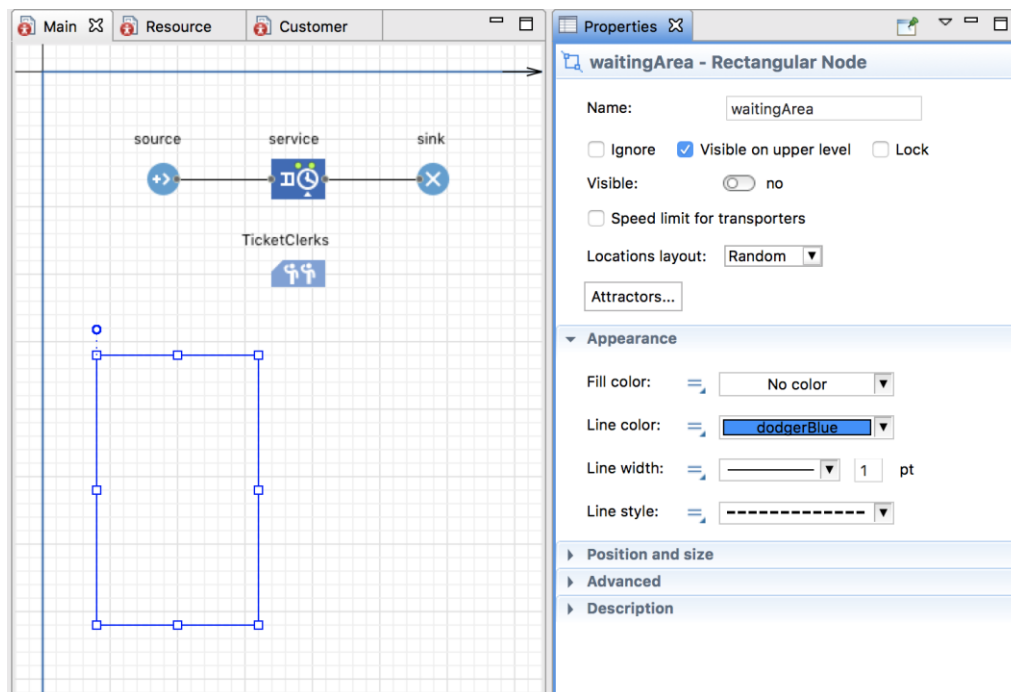 Main Resource Customer
source service sink
TicketClerks
Properties
waitingArea - Rectangular Node
Name: waitingArea
Ignore Visible on upper level Lock
Visible: no
Speed limit for transporters
Locations layout: Random
Attractors...
Appearance
Fill color: No color
Line color: dodgerBlue
Line width: 1 pt
Line style:
Position and size
Advanced
Description